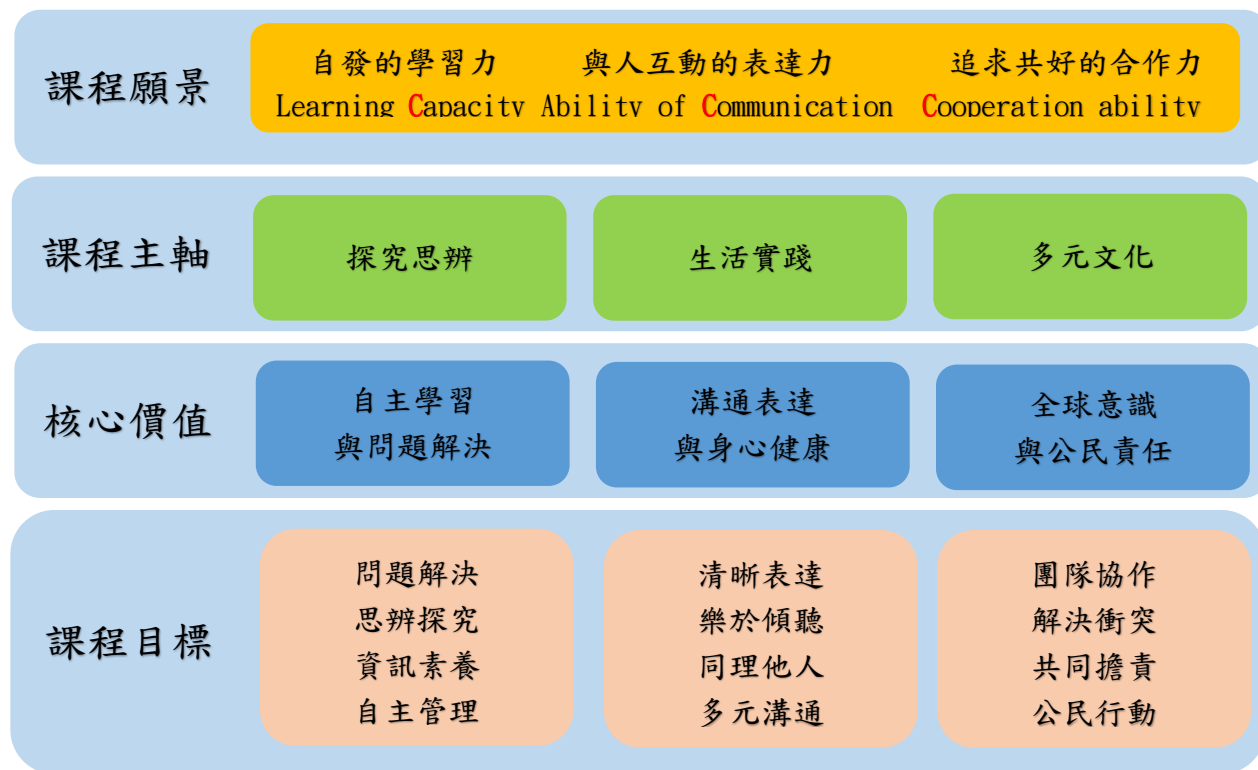 課程願景
自發的學習力 與人互動的表達力 追求共好的合作力
Learning Capacity Ability of Communication Cooperation ability
課程主軸
探究思辨
生活實踐
多元文化
核心價值
自主學習
與問題解決
溝通表達
與身心健康
全球意識
與公民責任
課程目標
問題解決
思辨探究
資訊素養
自主管理
清晰表達
樂於傾聽
同理他人
多元溝通
團隊協作
解決衝突
共同擔責
公民行動